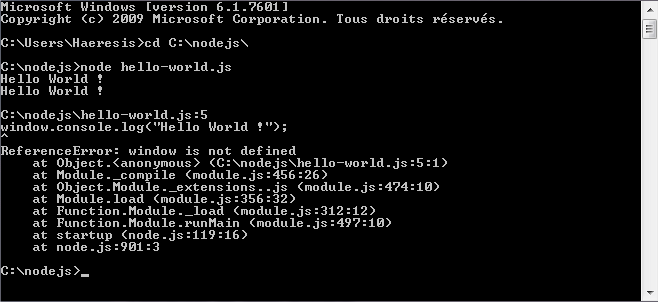 Microsoft Windows [version 6.1.7601]
Copyright (c) 2009 Microsoft Corporation. Tous droits réservés.
C:\Users\Haeresis>cd C:\nodejs\
C:\nodejs>node hello-world.js
Hello World !
Hello World !
C:\nodejs\hello-world.js:5
window.console.log("Hello World !");
^
ReferenceError: window is not defined
    at Object.<anonymous> (C:\nodejs\hello-world.js:5:1)
    at Module._compile (module.js:456:26)
    at Object.Module._extensions..js (module.js:474:10)
    at Module.load (module.js:356:32)
    at Function.Module._load (module.js:312:12)
    at Function.Module.runMain (module.js:497:10)
    at startup (node.js:119:16)
    at node.js:901:3
C:\nodejs>_